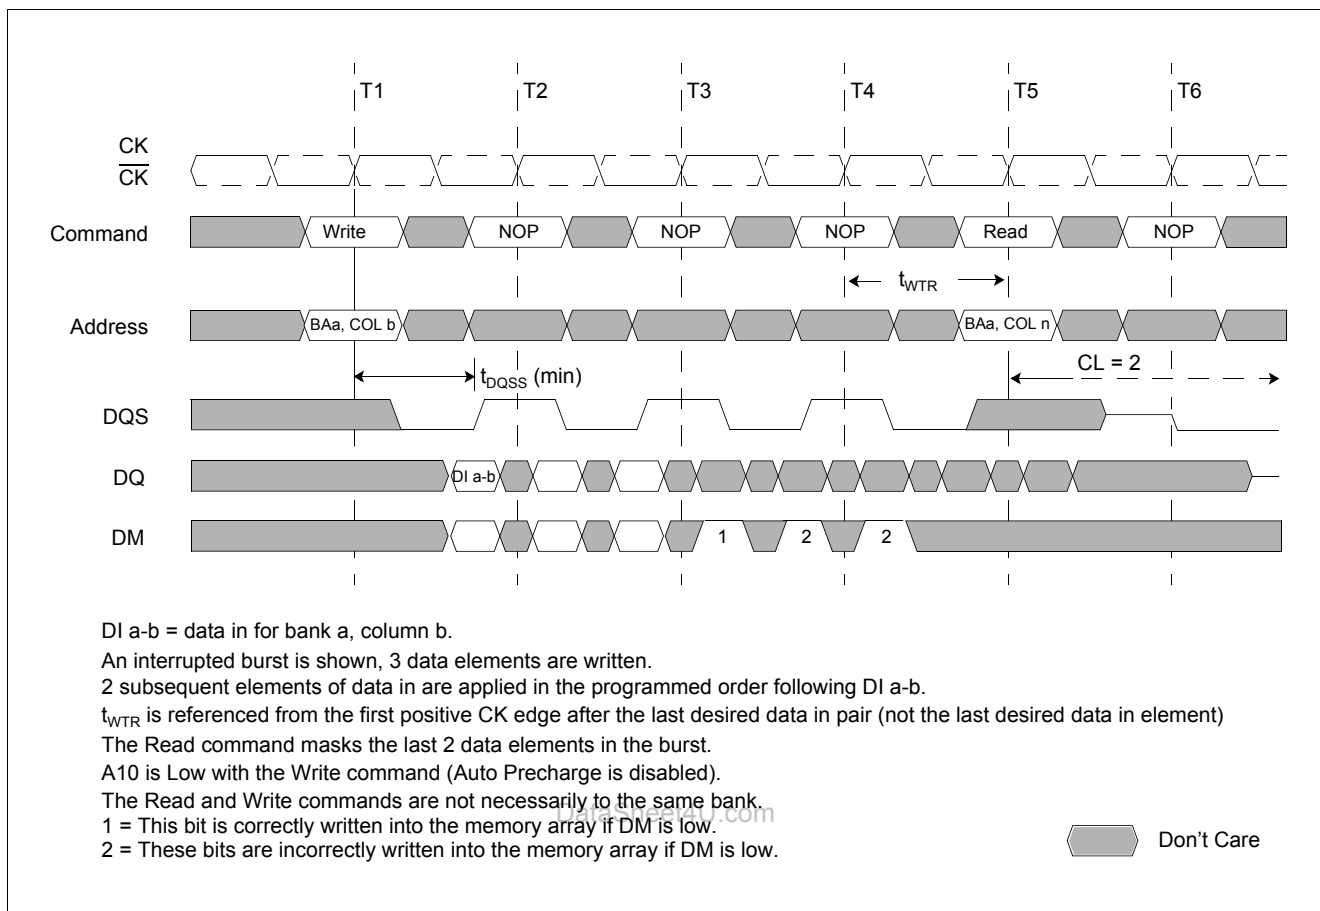 T1 T2 T3 T4 T5 T6
CK
CK
Command Write NOP NOP NOP Read NOP
tWTR
Address BAa, COL b BAa, COL n
tDQSS (min) CL = 2
DQS
DQ DI a-b
DM 1 2 2
DI a-b = data in for bank a, column b.
An interrupted burst is shown, 3 data elements are written.
2 subsequent elements of data in are applied in the programmed order following DI a-b.
tWTR is referenced from the first positive CK edge after the last desired data in pair (not the last desired data in element)
The Read command masks the last 2 data elements in the burst.
A10 is Low with the Write command (Auto Precharge is disabled).
The Read and Write commands are not necessarily to the same bank.
DataSheet4U.com
1 = This bit is correctly written into the memory array if DM is low.
2 = These bits are incorrectly written into the memory array if DM is low.
Don't Care